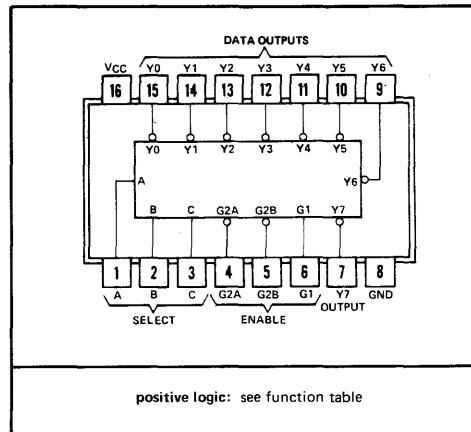 DATA OUTPUTS
VCC Y0 Y1 Y2 Y3 Y4 Y5 Y6
16 15 14 13 12 11 10 9
Y0 Y1 Y2 Y3 Y4 Y5
A Y6
B C G2A G2B G1 Y7
1 2 3 4 5 6 7 8
A B C G2A G2B G1 Y7 GND
SELECT ENABLE OUTPUT
positive logic: see function table